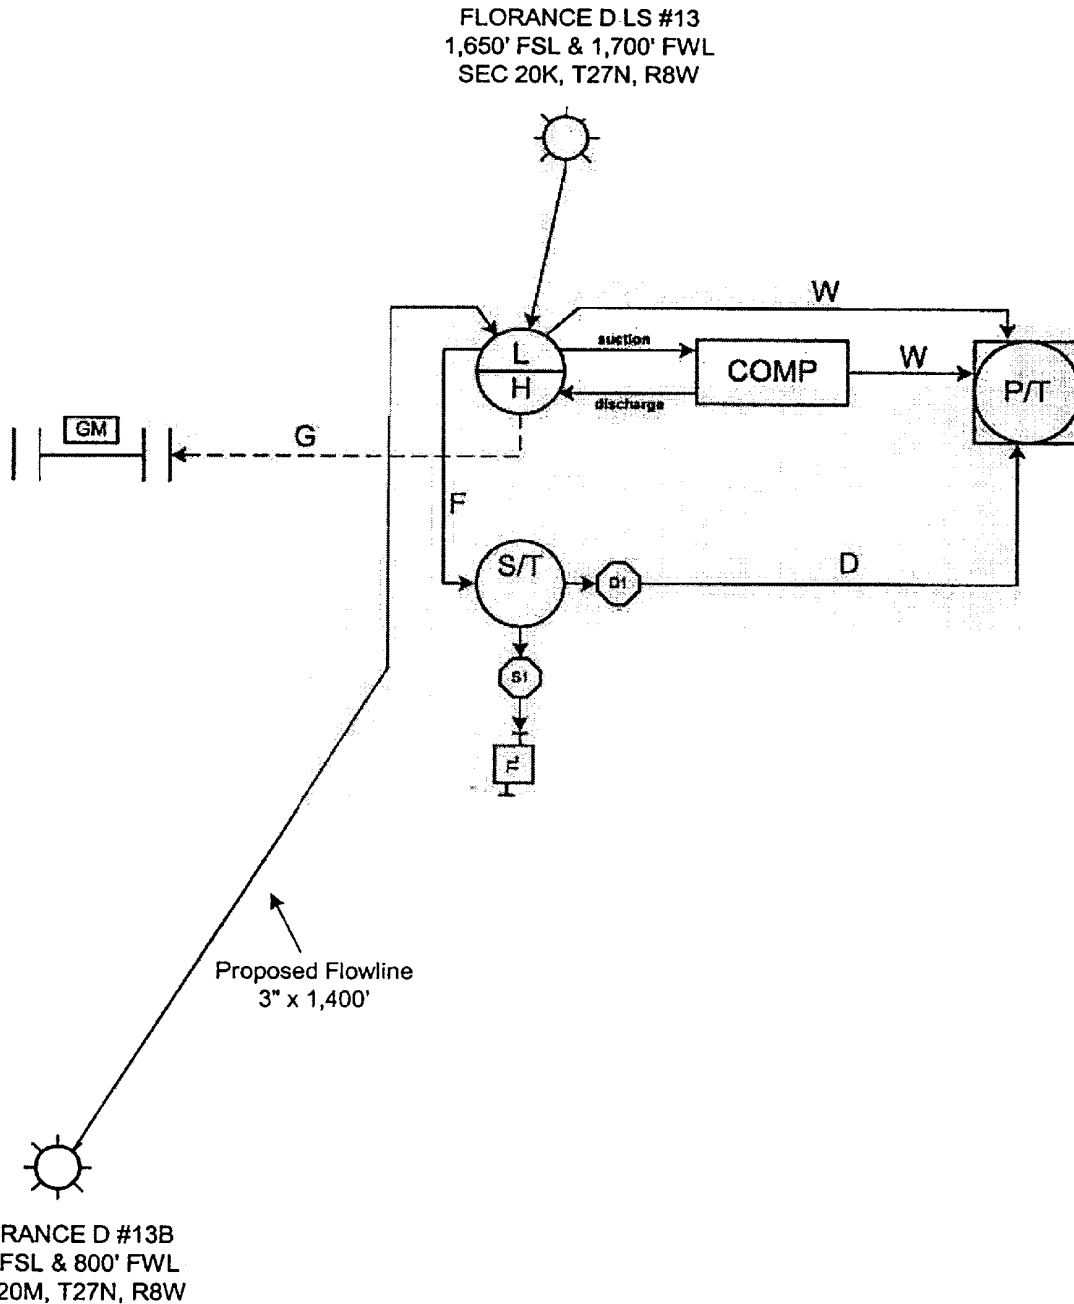 FLORANCE D LS #13
1,650' FSL & 1,700' FWL
SEC 20K, T27N, R8W
W
L
H
suction
discharge
COMP
W
P/T
GM
G
F
S/T
D1
D
S1
Proposed Flowline
3" x 1,400'
RANCE D #13B
FSL & 800' FWL
20M, T27N, R8W